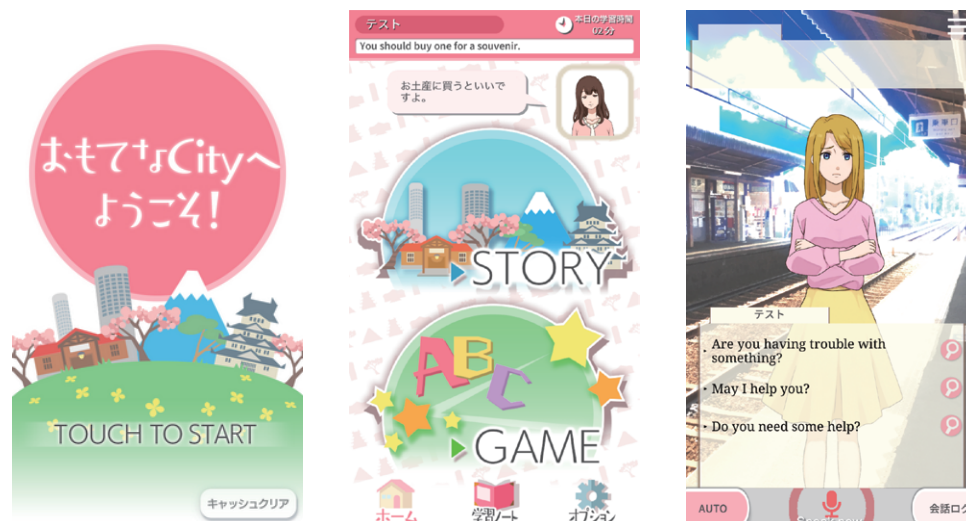 おもてなCityへ
ようこそ!
TOUCH TO START
キャッシュクリア
テスト
本日の学習時間
02分
You should buy one for a souvenir.
お土産に買うといいで
すよ。
STORY
ABC
GAME
ホーム
学習ノート
オプション
テスト
Are you having trouble with
something?
May I help you?
Do you need some help?
AUTO
会話ログ